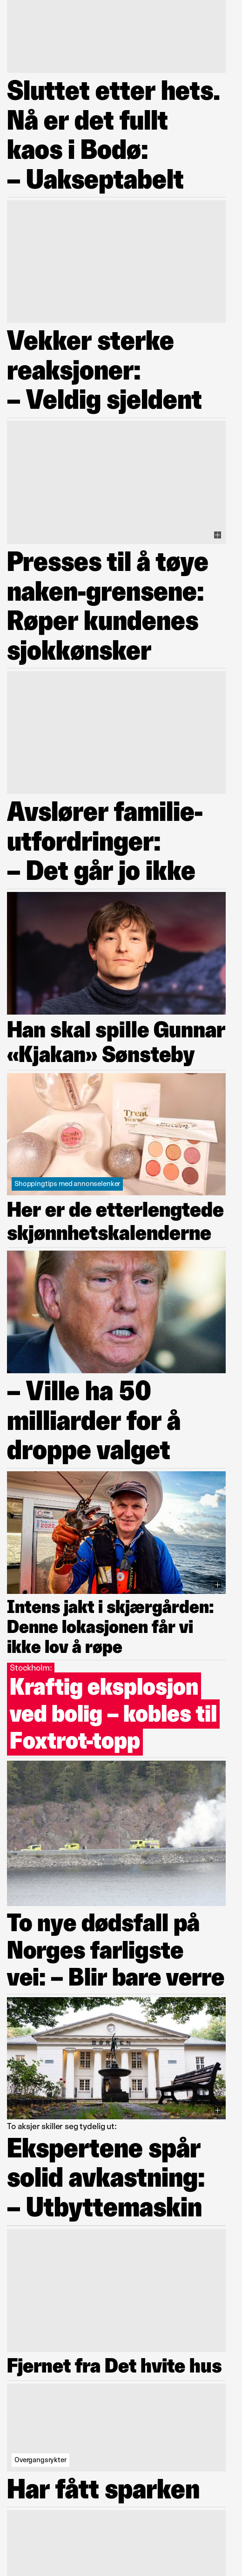 Sluttet etter hets.
Nå er det fullt
kaos i Bodø:
– Uakseptabelt
Vekker sterke
reaksjoner:
– Veldig sjeldent
Presses til å tøye
naken-grensene:
Røper kundenes
sjokkønsker
Avslører familie-
utfordringer:
– Det går jo ikke
Han skal spille Gunnar
«Kjakan» Sønsteby
Treat
Shoppingtips med annonselenker
Her er de etterlengtede
skjønnhetskalenderne
– Ville ha 50
milliarder for å
droppe valget
Intens jakt i skjærgården:
Denne lokasjonen får vi
ikke lov å røpe
Stockholm:
Kraftig eksplosjon
ved bolig – kobles til
Foxtrot-topp
To nye dødsfall på
Norges farligste
vei: – Blir bare verre
BØRSEN
To aksjer skiller seg tydelig ut:
Ekspertene spår
solid avkastning:
– Utbyttemaskin
Fjernet fra Det hvite hus
Overgangsrykter
Har fått sparken